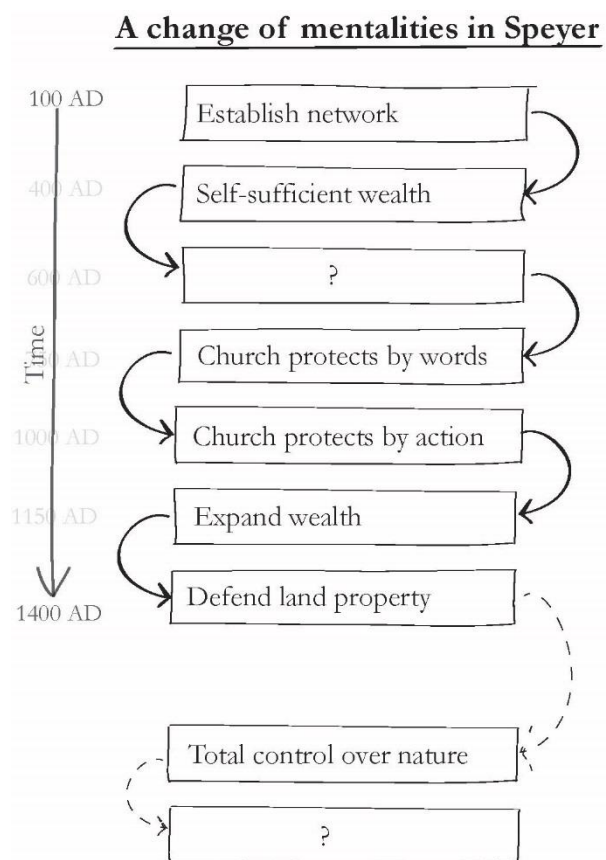 A change of mentalities in Speyer
100 AD
Establish network
400 AD
Self-sufficient wealth
600 AD
?
Time
Church protects by words
1000 AD
Church protects by action
1150 AD
Expand wealth
1400 AD
Defend land property
Total control over nature
?